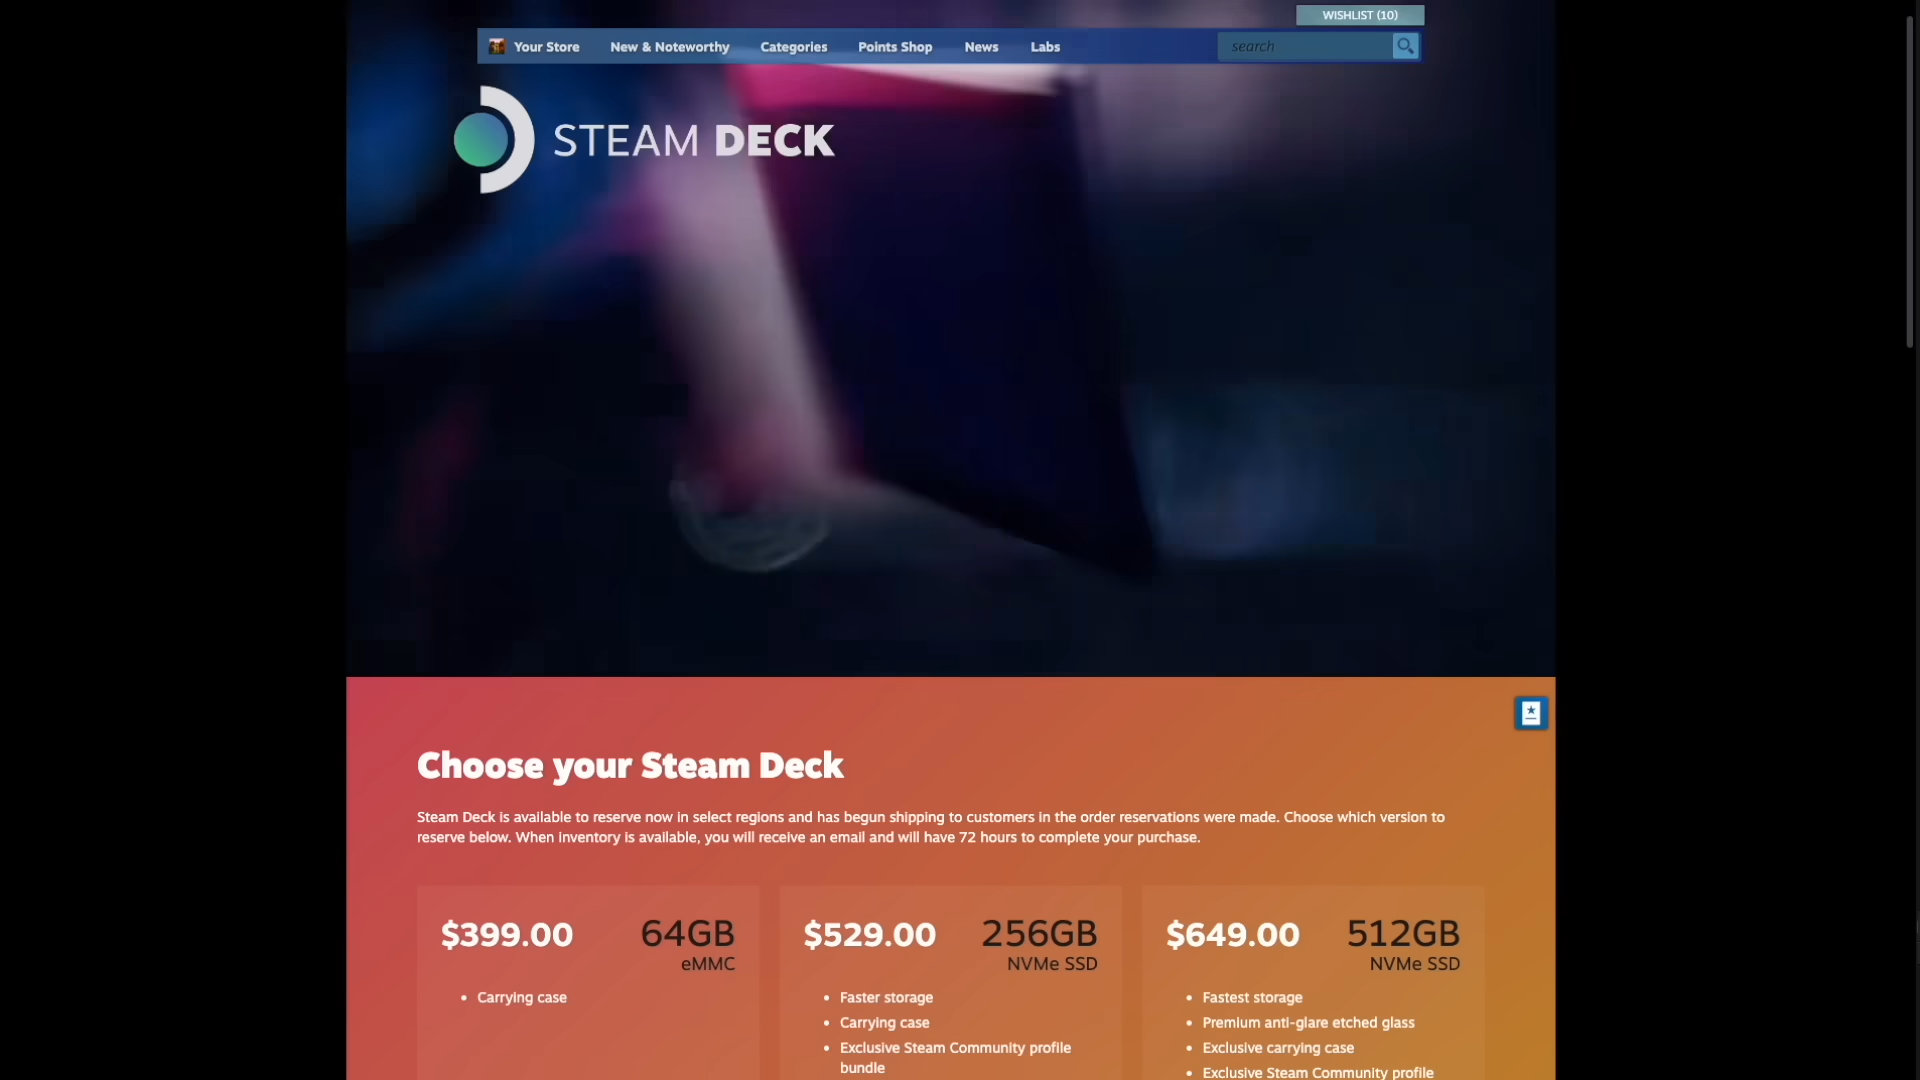 WISHLIST (10)
Your Store New & Noteworthy Categories Points Shop News Labs search
STEAM DECK
Choose your Steam Deck
Steam Deck is available to reserve now in select regions and has begun shipping to customers in the order reservations were made. Choose which version to
reserve below. When inventory is available, you will receive an email and will have 72 hours to complete your purchase.
$399.00 64GB
eMMC
• Carrying case
$529.00 256GB
NVMe SSD
• Faster storage
• Carrying case
• Exclusive Steam Community profile
bundle
$649.00 512GB
NVMe SSD
• Fastest storage
• Premium anti-glare etched glass
• Exclusive carrying case
• Exclusive Steam Community profile